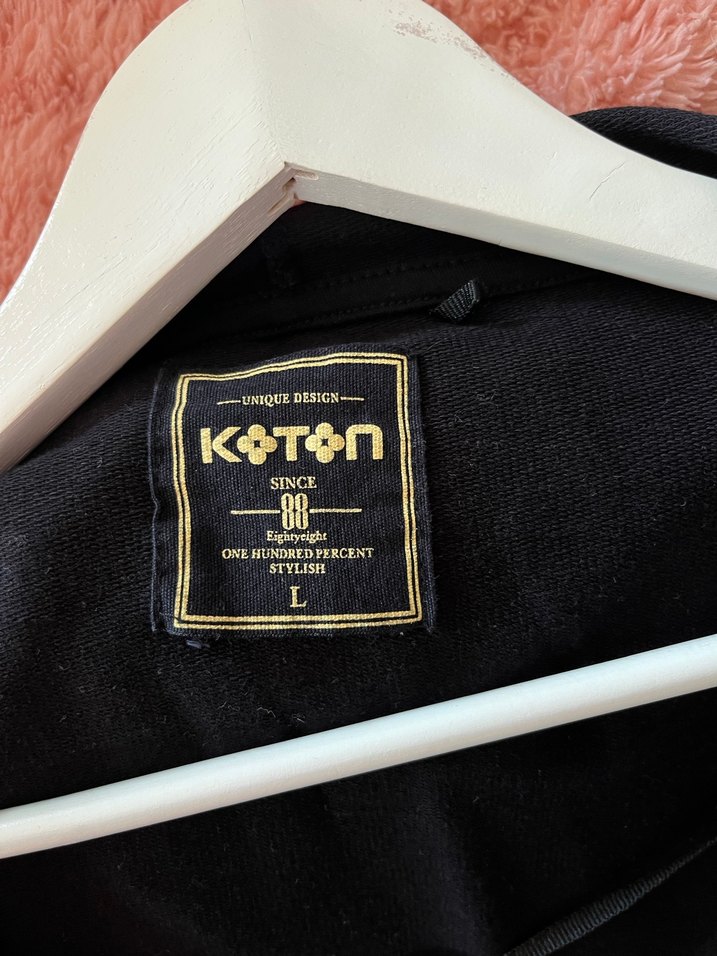 UNIQUE DESIGN
KOTON
SINCE
88
Eightyeight
ONE HUNDRED PERCENT
STYLISH
L